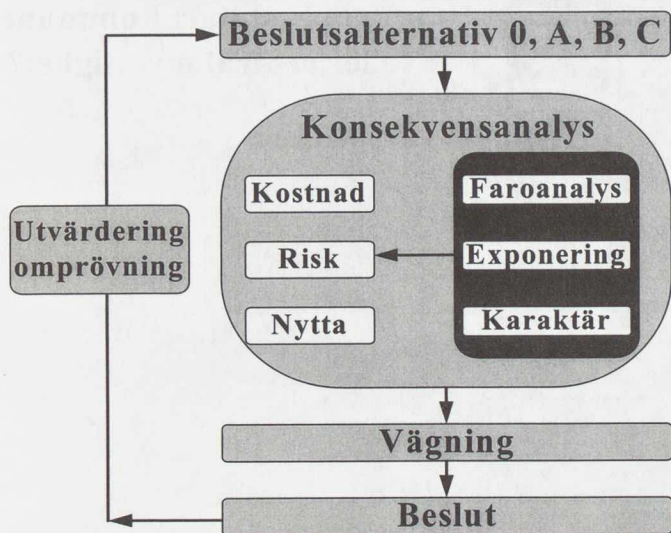 Beslutsalternativ 0, A, B, C
Konsekvensanalys
Kostnad
Faroanalys
Utvärdering
omprövning
Risk
Exponering
Nytta
Karaktär
Vägning
Beslut